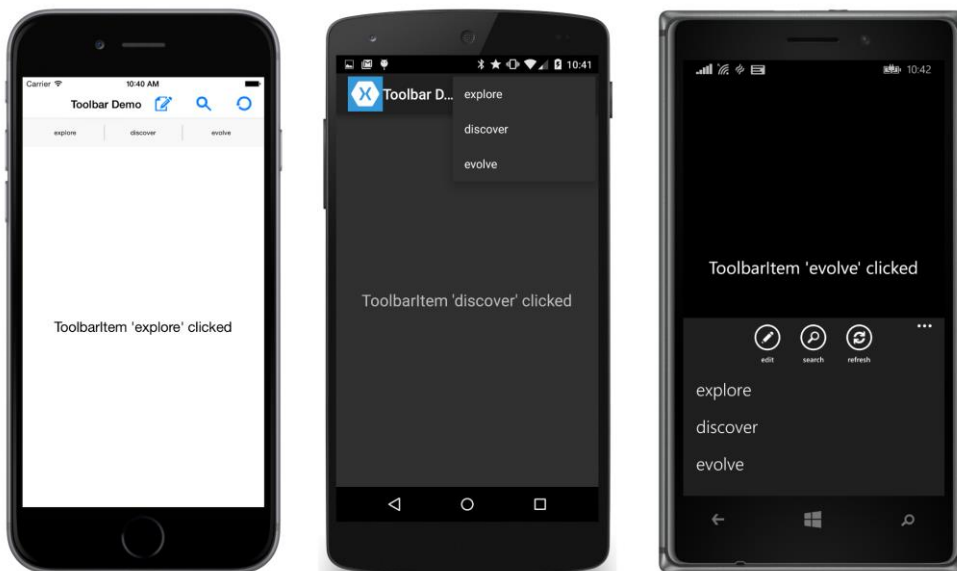 Carrier 10:40 AM
Toolbar Demo
explore discover evolve
ToolbarItem 'explore' clicked
10:41
Toolbar D...
explore
discover
evolve
ToolbarItem 'discover' clicked
10:42
ToolbarItem 'evolve' clicked
...
edit search refresh
explore
discover
evolve